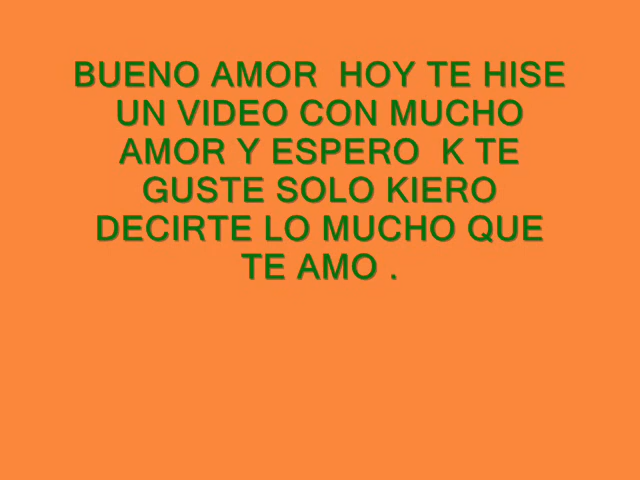 BUENO AMOR  HOY TE HISE
UN VIDEO CON MUCHO
AMOR Y ESPERO  K TE
GUSTE SOLO KIERO
DECIRTE LO MUCHO QUE
TE AMO .